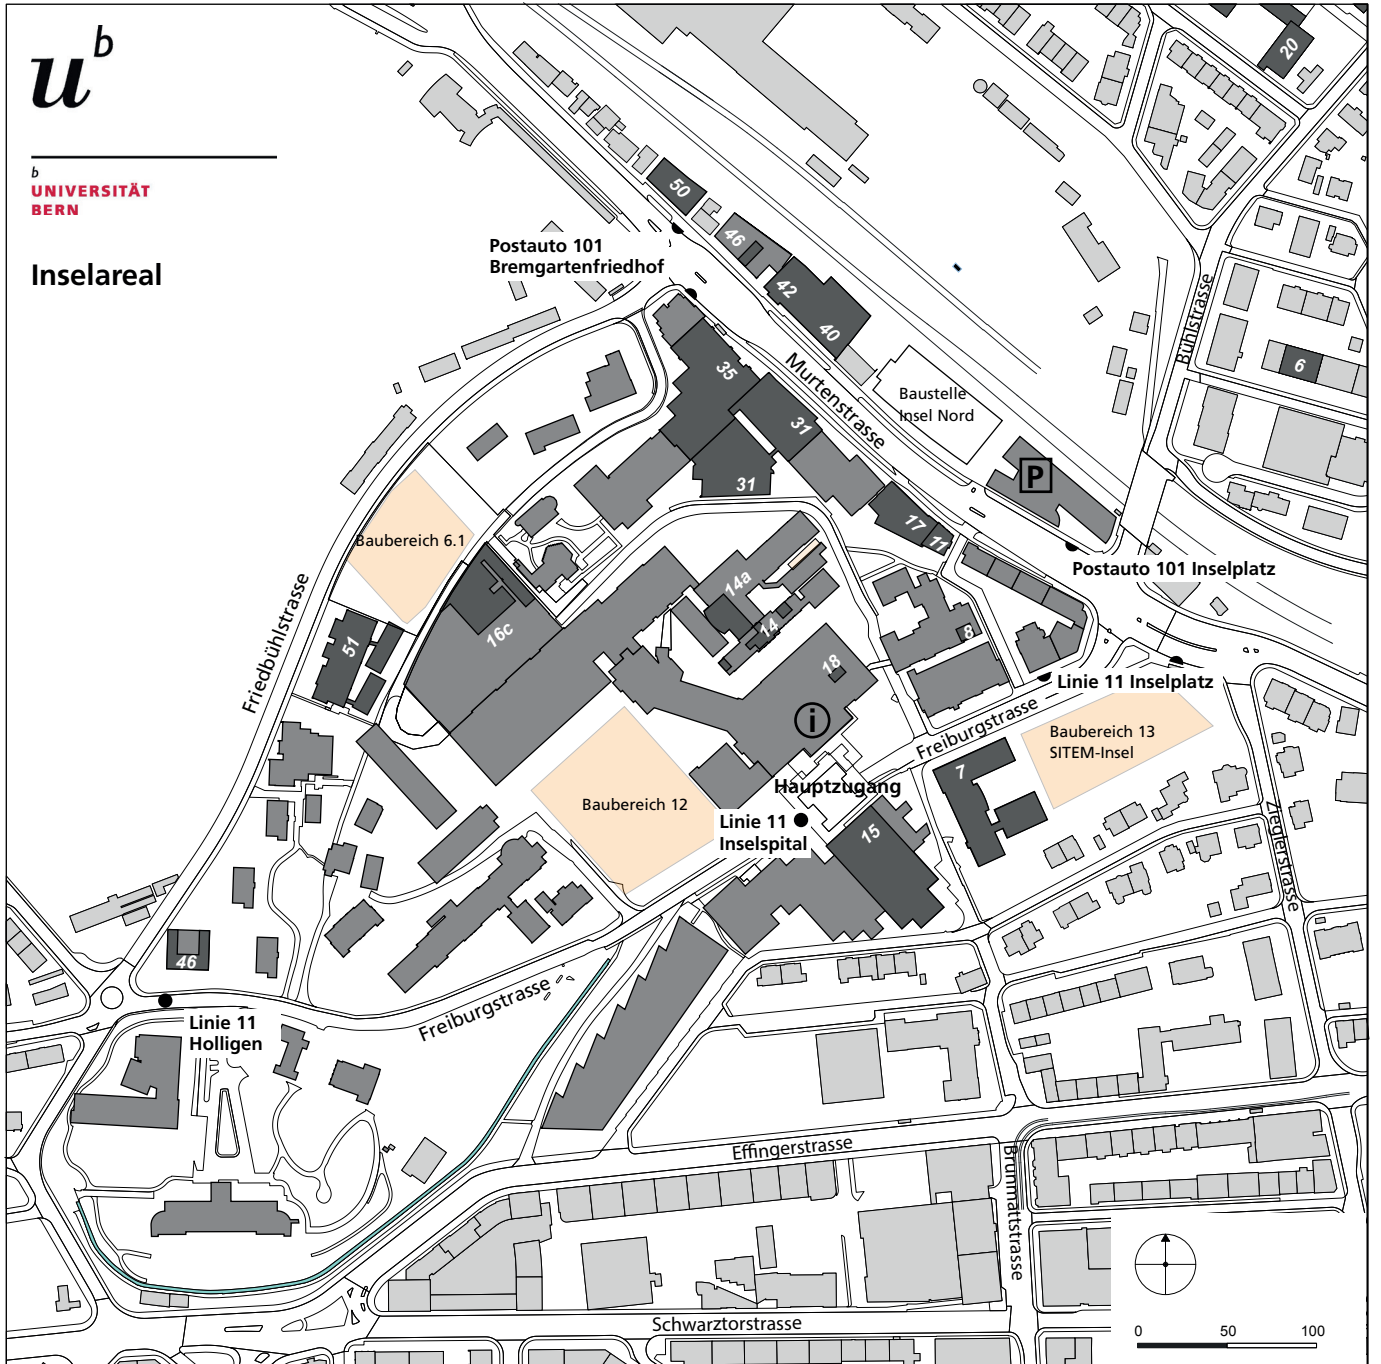 u b
b
UNIVERSITÄT
BERN
Inselareal
20
50
Postauto 101
Bremgartenfriedhof
46
42
40
Bühlstrasse
6
35
Murtenstrasse
Baustelle
Insel Nord
31
31
P
17
11
Baubereich 6.1
Postauto 101 Inselplatz
14a
16c
14
8
51
18
Friedbühlstrasse
Linie 11 Inselplatz
i
Freiburgstrasse
Baubereich 13
SITEM-Insel
7
Hauptzugang
Baubereich 12
Linie 11
Inselspital
15
Zieglerstrasse
46
Freiburgstrasse
Linie 11
Holligen
Effingerstrasse
Brunnmattstrasse
Schwarztorstrasse
0 50 100